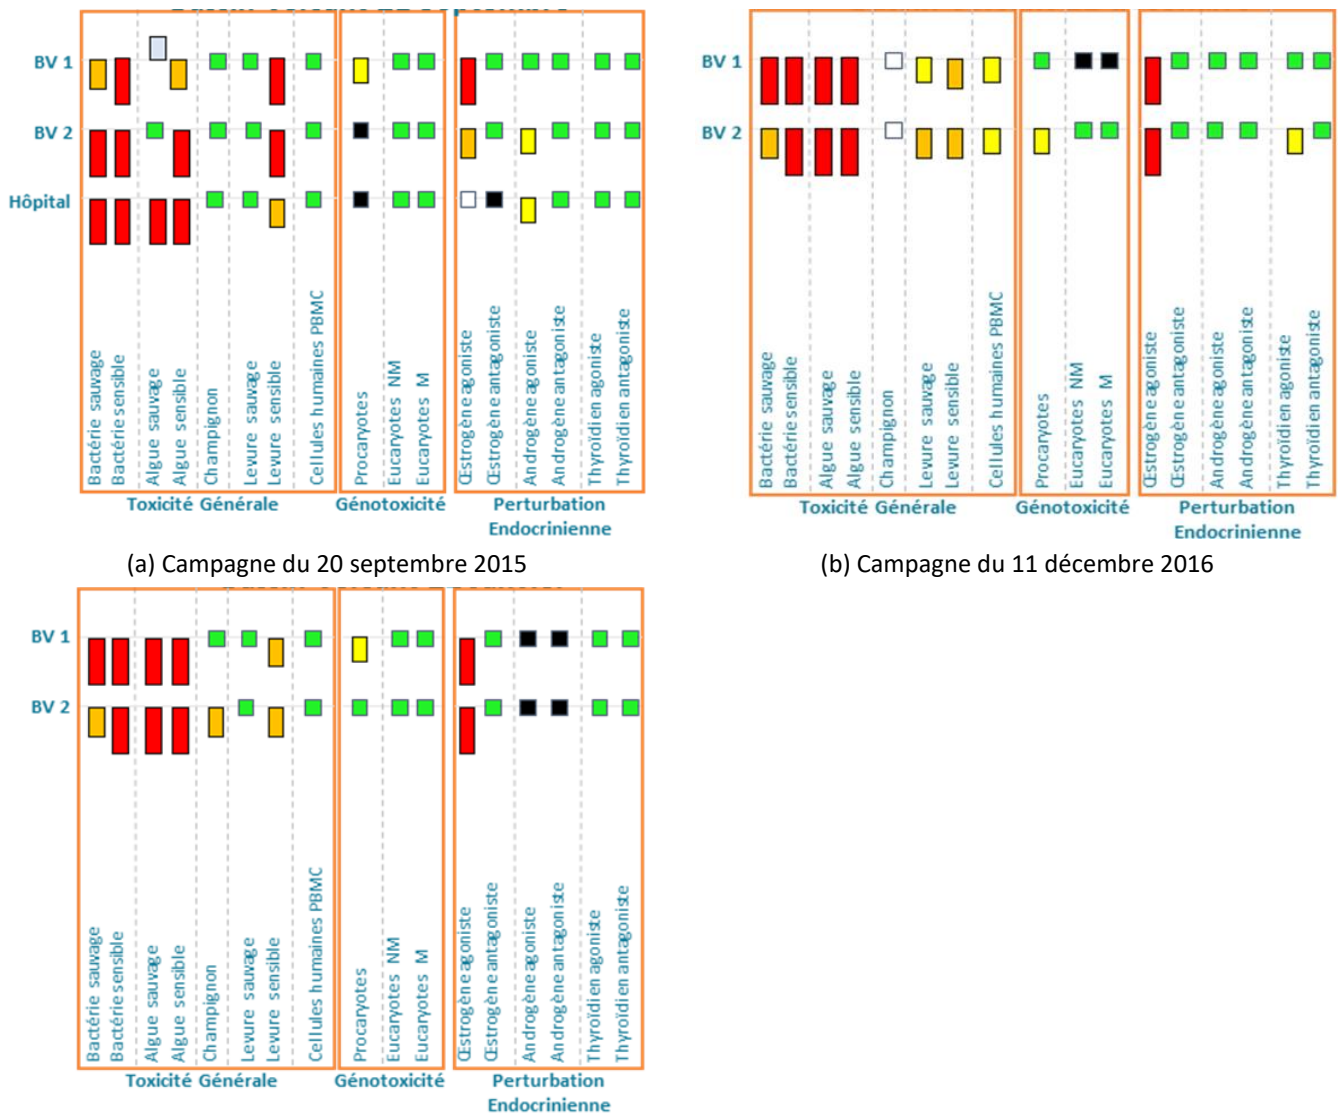 BV 1
BV 2
Hôpital
Bactérie sauvage
Bactérie sensible
Algue sauvage
Algue sensible
Champignon
Levure sauvage
Levure sensible
Cellules humaines PBMC
Procaryotes
Eucaryotes NM
Eucaryotes M
Œstrogène agoniste
Œstrogène antagoniste
Androgène agoniste
Androgène antagoniste
Thyroïdien agoniste
Thyroïdien antagoniste
Toxicité Générale
Génotoxicité
Perturbation
Endocrinienne
(a) Campagne du 20 septembre 2015
BV 1
BV 2
Bactérie sauvage
Bactérie sensible
Algue sauvage
Algue sensible
Champignon
Levure sauvage
Levure sensible
Cellules humaines PBMC
Procaryotes
Eucaryotes NM
Eucaryotes M
Œstrogène agoniste
Œstrogène antagoniste
Androgène agoniste
Androgène antagoniste
Thyroïdien agoniste
Thyroïdien antagoniste
Toxicité Générale
Génotoxicité
Perturbation
Endocrinienne
(b) Campagne du 11 décembre 2016
BV 1
BV 2
Bactérie sauvage
Bactérie sensible
Algue sauvage
Algue sensible
Champignon
Levure sauvage
Levure sensible
Cellules humaines PBMC
Procaryotes
Eucaryotes NM
Eucaryotes M
Œstrogène agoniste
Œstrogène antagoniste
Androgène agoniste
Androgène antagoniste
Thyroïdien agoniste
Thyroïdien antagoniste
Toxicité Générale
Génotoxicité
Perturbation
Endocrinienne